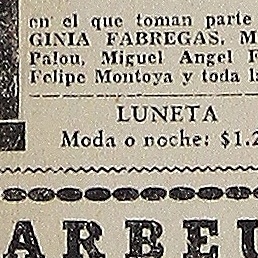 en el que toman parte
GINIA FABREGAS, M
Palou, Miguel Angel F
Felipe Montoya y toda l
LUNETA
Moda o noche: $1.2
ARBEU